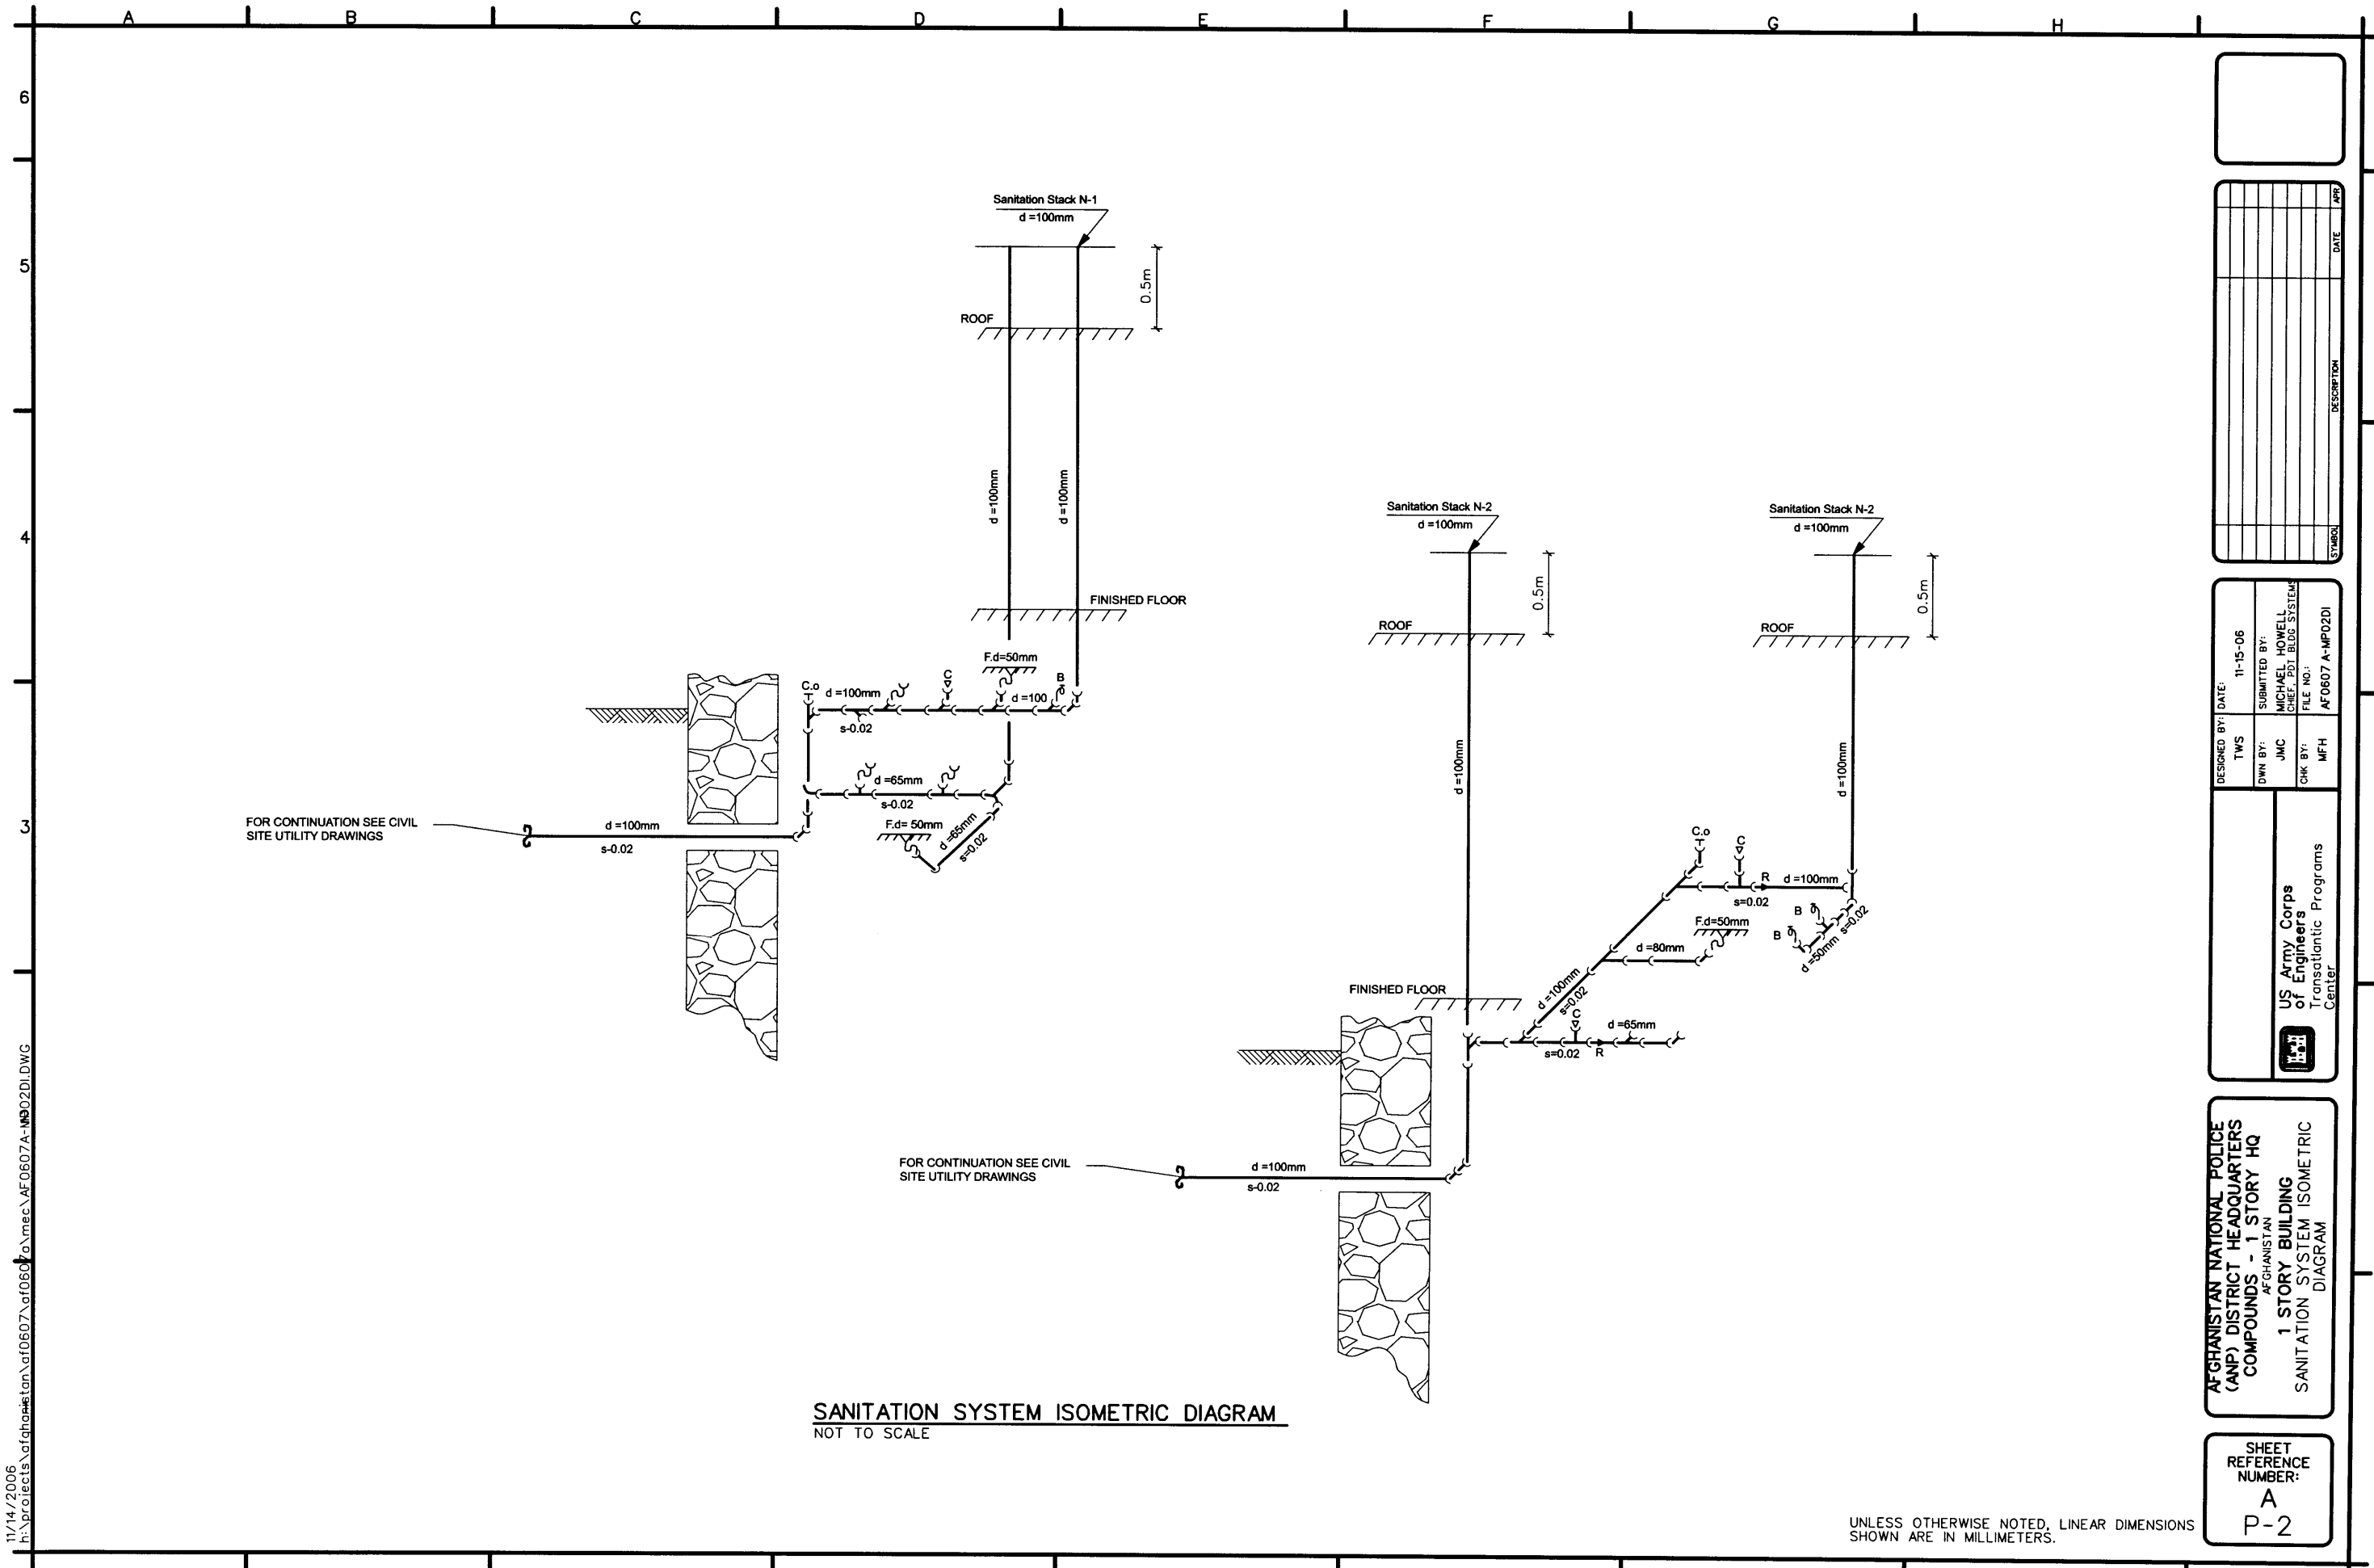 A B C D E F G H
6
5
4
3
Sanitation Stack N-1
d =100mm
0.5m
ROOF
d =100mm
d =100mm
FINISHED FLOOR
F.d=50mm
C.o
d =100mm
C
d =100
B
s-0.02
d =65mm
s-0.02
F.d= 50mm
d =65mm
s=0.02
FOR CONTINUATION SEE CIVIL
SITE UTILITY DRAWINGS
d =100mm
s-0.02
Sanitation Stack N-2
d =100mm
0.5m
ROOF
d =100mm
FINISHED FLOOR
Sanitation Stack N-2
d =100mm
0.5m
ROOF
d =100mm
C.o
C
R
d =100mm
s=0.02
B
B
d =50mm
s=0.02
F.d=50mm
d =80mm
d =100mm
s=0.02
C
d =65mm
s=0.02
R
FOR CONTINUATION SEE CIVIL
SITE UTILITY DRAWINGS
d =100mm
s-0.02
SANITATION SYSTEM ISOMETRIC DIAGRAM
NOT TO SCALE
UNLESS OTHERWISE NOTED, LINEAR DIMENSIONS
SHOWN ARE IN MILLIMETERS.
SYMBOL
DESCRIPTION
DATE
APR
DESIGNED BY:
TWS
DATE:
11-15-06
DWN BY:
JMC
SUBMITTED BY:
MICHAEL HOWELL
CHIEF, PDT BLDG SYSTEMS
CHK BY:
MFH
FILE NO.:
AF0607 A-MP02DI
US Army Corps
of Engineers
Transatlantic Programs
Center
AFGHANISTAN NATIONAL POLICE
(ANP) DISTRICT HEADQUARTERS
COMPOUNDS - 1 STORY HQ
AFGHANISTAN
1 STORY BUILDING
SANITATION SYSTEM ISOMETRIC
DIAGRAM
SHEET
REFERENCE
NUMBER:
A
P-2
11/14/2006